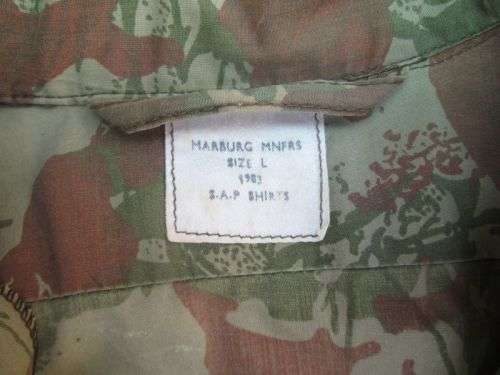 MARBURG MNFRS
SIZE L
1983
S.A.P SHIRTS